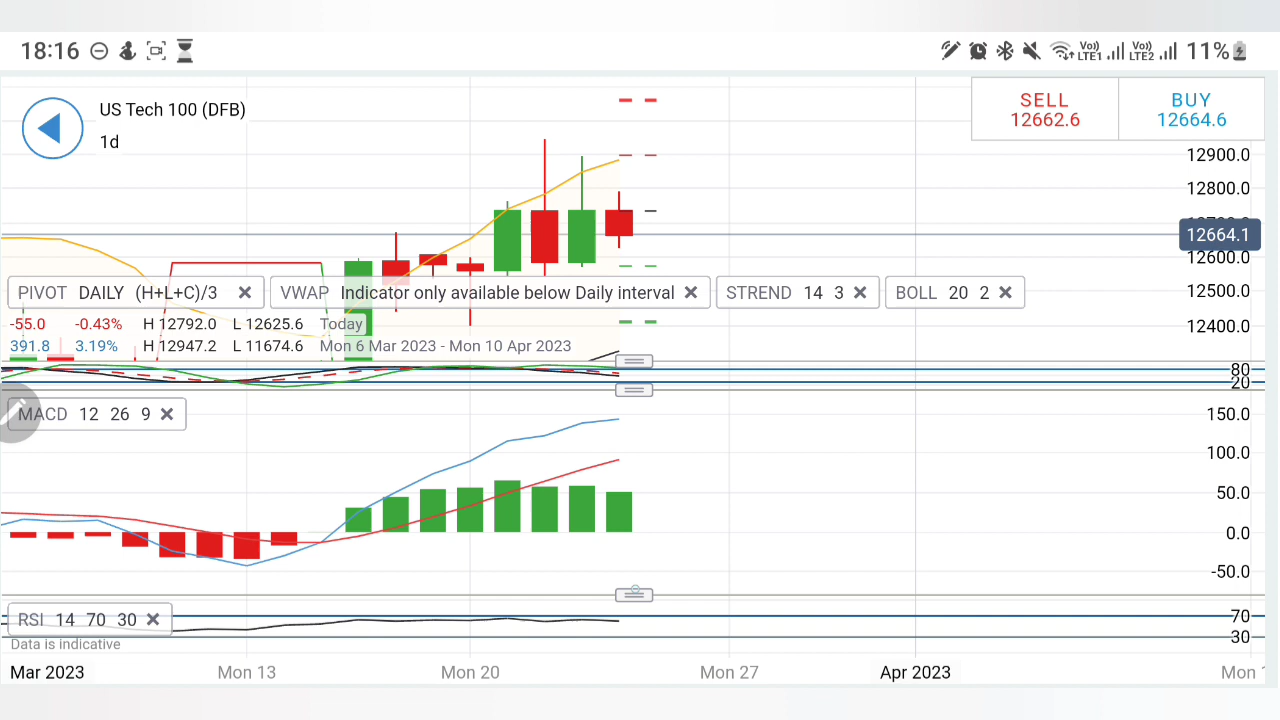 18:16
Vo)) LTE1 Vo)) LTE2 11%
US Tech 100 (DFB)
1d
SELL BUY
12662.6 12664.6
12900.0
12800.0
12664.1
12600.0
12500.0
12400.0
PIVOT DAILY (H+L+C)/3 VWAP Indicator only available below Daily interval STREND 14 3 BOLL 20 2
-55.0 -0.43% H 12792.0 L 12625.6 Today
391.8 3.19% H 12947.2 L 11674.6 Mon 6 Mar 2023 - Mon 10 Apr 2023
80
20
MACD 12 26 9
150.0
100.0
50.0
0.0
-50.0
RSI 14 70 30
70
30
Data is indicative
Mar 2023 Mon 13 Mon 20 Mon 27 Apr 2023 Mon